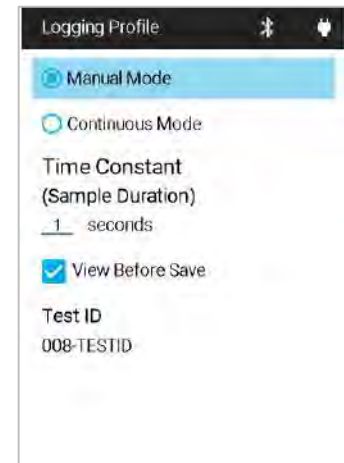 Logging Profile
Manual Mode
Continuous Mode
Time Constant
(Sample Duration)
1 seconds
View Before Save
Test ID
008-TESTID